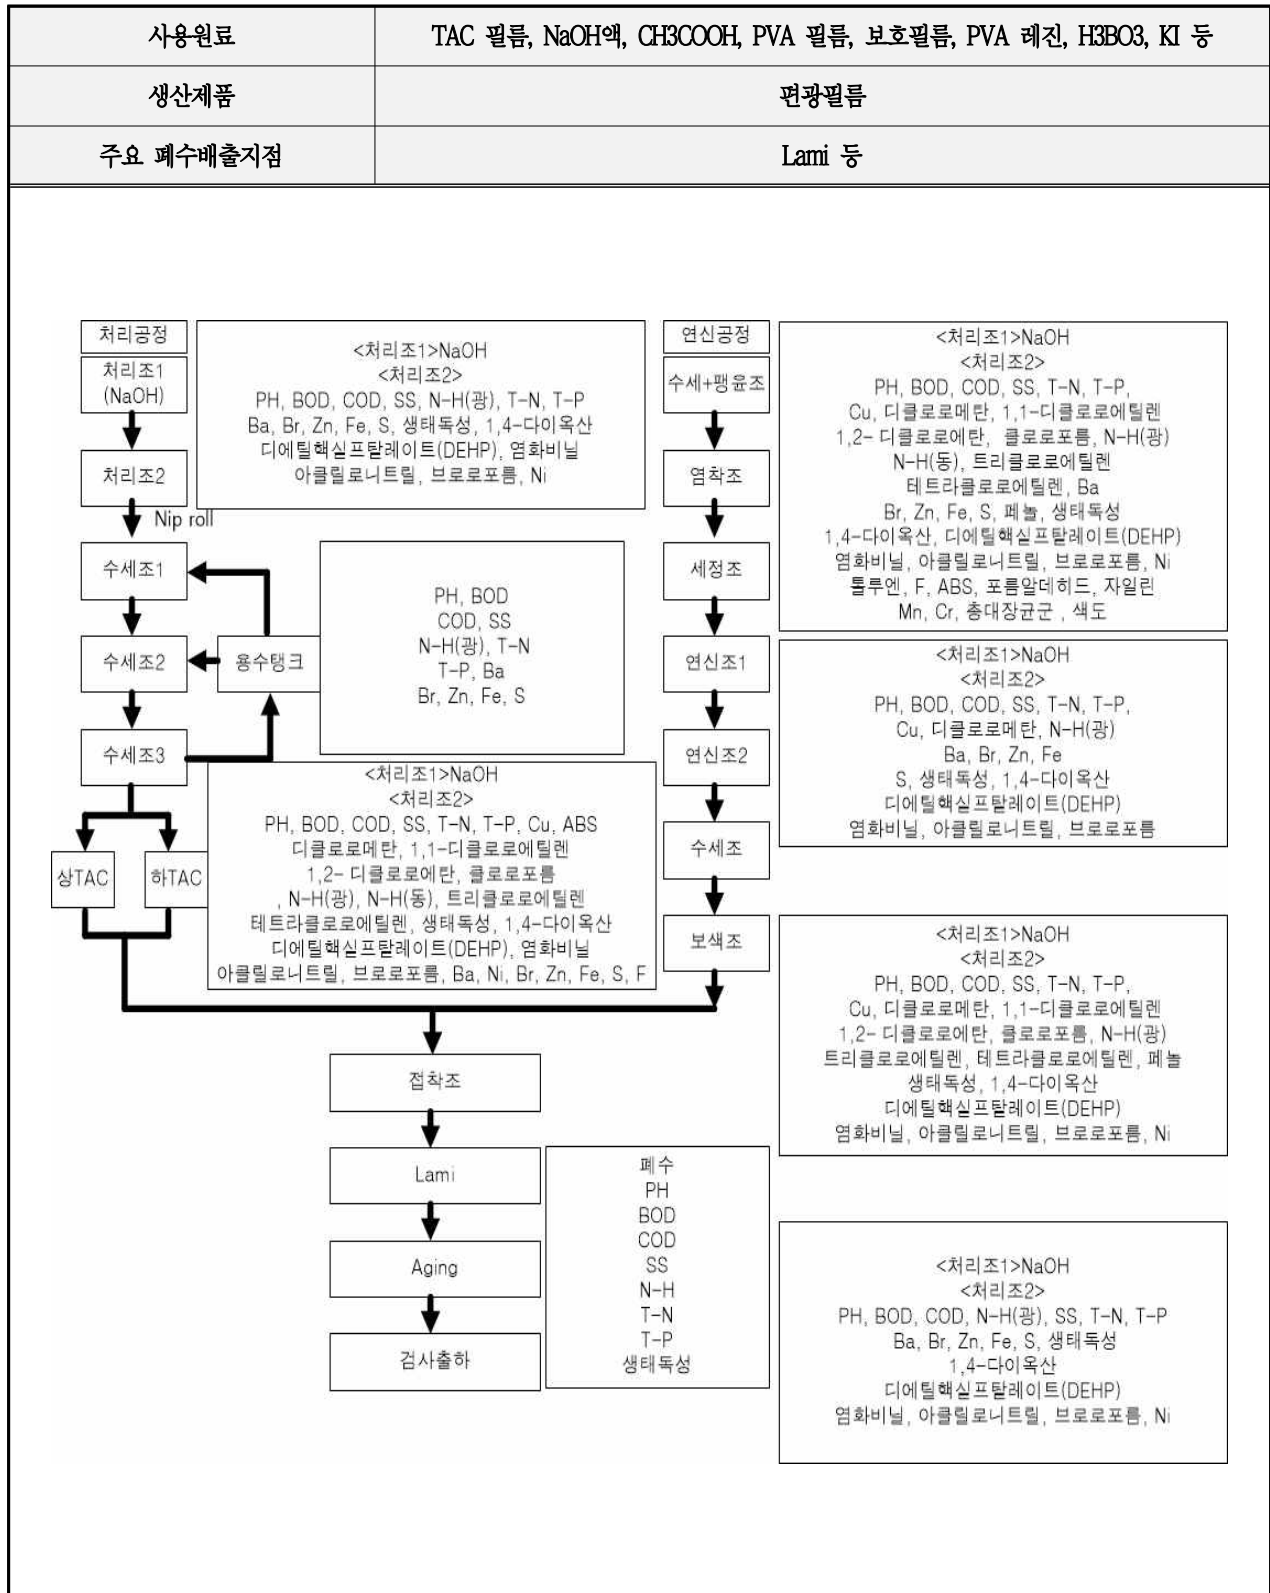 사용원료
TAC 필름, NaOH액, CH3COOH, PVA 필름, 보호필름, PVA 레진, H3BO3, KI 등
생산제품
편광필름
주요 폐수배출지점
Lami 등
처리공정
처리조1
(NaOH)
처리조2
Nip roll
수세조1
수세조2
용수탱크
수세조3
상TAC
하TAC
<처리조1>NaOH
<처리조2>
PH, BOD, COD, SS, N-H(광), T-N, T-P
Ba, Br, Zn, Fe, S, 생태독성, 1,4-다이옥산
디에틸핵실프탈레이트(DEHP), 염화비닐
아클릴로니트릴, 브로로포름, Ni
PH, BOD
COD, SS
N-H(광), T-N
T-P, Ba
Br, Zn, Fe, S
<처리조1>NaOH
<처리조2>
PH, BOD, COD, SS, T-N, T-P, Cu, ABS
디클로로메탄, 1,1-디클로로에틸렌
1,2- 디클로로에탄, 클로로포름
, N-H(광), N-H(동), 트리클로로에틸렌
테트라클로로에틸렌, 생태독성, 1,4-다이옥산
디에틸핵실프탈레이트(DEHP), 염화비닐
아클릴로니트릴, 브로로포름, Ba, Ni, Br, Zn, Fe, S, F
연신공정
수세+팽윤조
염착조
세정조
연신조1
연신조2
수세조
보색조
<처리조1>NaOH
<처리조2>
PH, BOD, COD, SS, T-N, T-P,
Cu, 디클로로메탄, 1,1-디클로로에틸렌
1,2- 디클로로에탄, 클로로포름, N-H(광)
N-H(동), 트리클로로에틸렌
테트라클로로에틸렌, Ba
Br, Zn, Fe, S, 페놀, 생태독성
1,4-다이옥산, 디에틸핵실프탈레이트(DEHP)
염화비닐, 아클릴로니트릴, 브로로포름, Ni
톨루엔, F, ABS, 포름알데히드, 자일린
Mn, Cr, 총대장균군 , 색도
<처리조1>NaOH
<처리조2>
PH, BOD, COD, SS, T-N, T-P,
Cu, 디클로로메탄, N-H(광)
Ba, Br, Zn, Fe
S, 생태독성, 1,4-다이옥산
디에틸핵실프탈레이트(DEHP)
염화비닐, 아클릴로니트릴, 브로로포름
<처리조1>NaOH
<처리조2>
PH, BOD, COD, SS, T-N, T-P,
Cu, 디클로로메탄, 1,1-디클로로에틸렌
1,2- 디클로로에탄, 클로로포름, N-H(광)
트리클로로에틸렌, 테트라클로로에틸렌, 페놀
생태독성, 1,4-다이옥산
디에틸핵실프탈레이트(DEHP)
염화비닐, 아클릴로니트릴, 브로로포름, Ni
접착조
Lami
Aging
검사출하
폐수
PH
BOD
COD
SS
N-H
T-N
T-P
생태독성
<처리조1>NaOH
<처리조2>
PH, BOD, COD, N-H(광), SS, T-N, T-P
Ba, Br, Zn, Fe, S, 생태독성
1,4-다이옥산
디에틸핵실프탈레이트(DEHP)
염화비닐, 아클릴로니트릴, 브로로포름, Ni